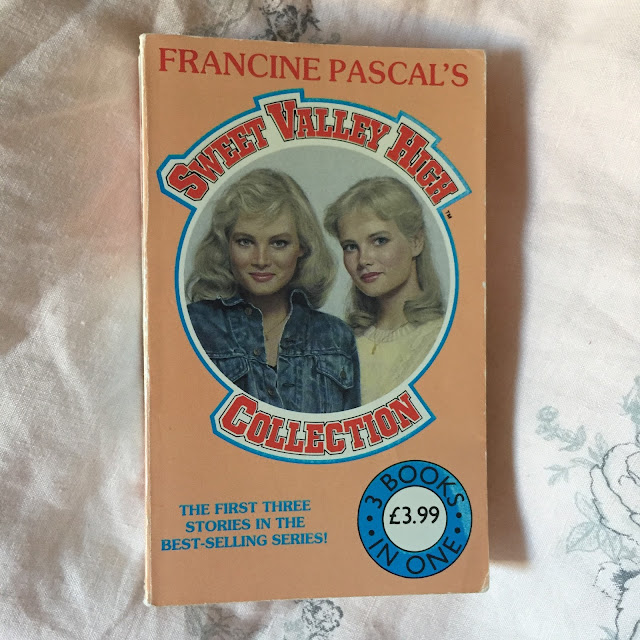 FRANCINE PASCAL'S
SWEET VALLEY HIGH
™
COLLECTION
THE FIRST THREE
STORIES IN THE
BEST-SELLING SERIES!
• 3 BOOKS •
£3.99
IN ONE